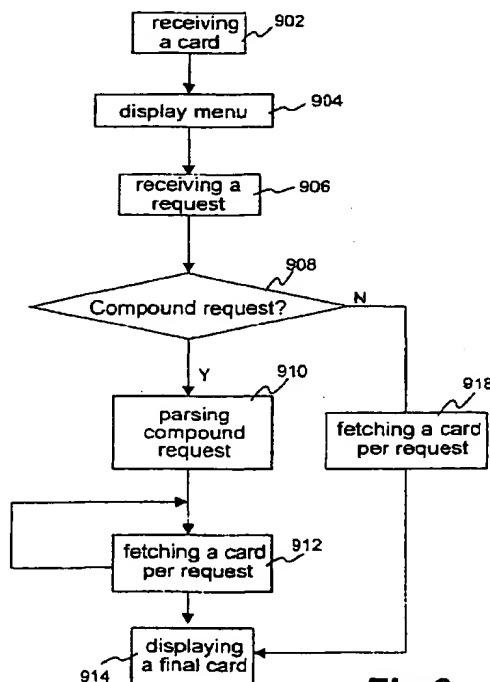 receiving
a card
902
display menu
904
receiving a
request
906
908
Compound request?
N
Y
910
918
parsing
compound
request
fetching a card
per request
fetching a card
per request
912
displaying
a final card
914